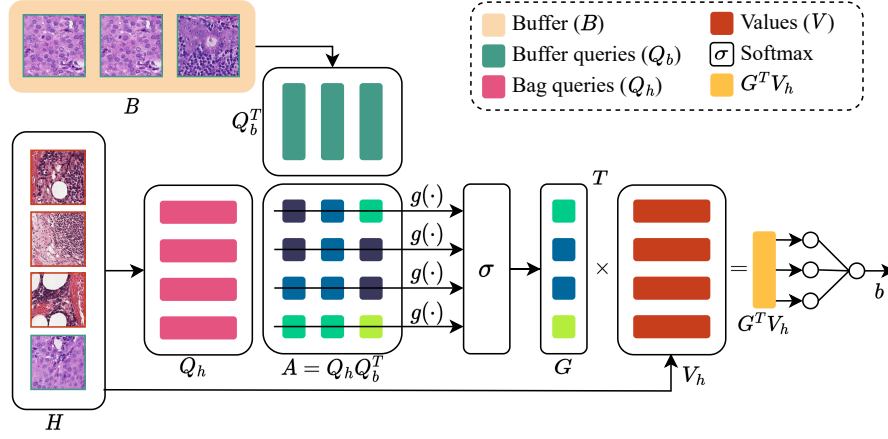 Buffer (B)
Buffer queries (Q_b)
Bag queries (Q_h)
Values (V)
σ Softmax
G^T V_h
B
Q_b^T
H
Q_h
A = Q_h Q_b^T
g(·)
g(·)
g(·)
g(·)
σ
G
T
×
V_h
=
G^T V_h
b